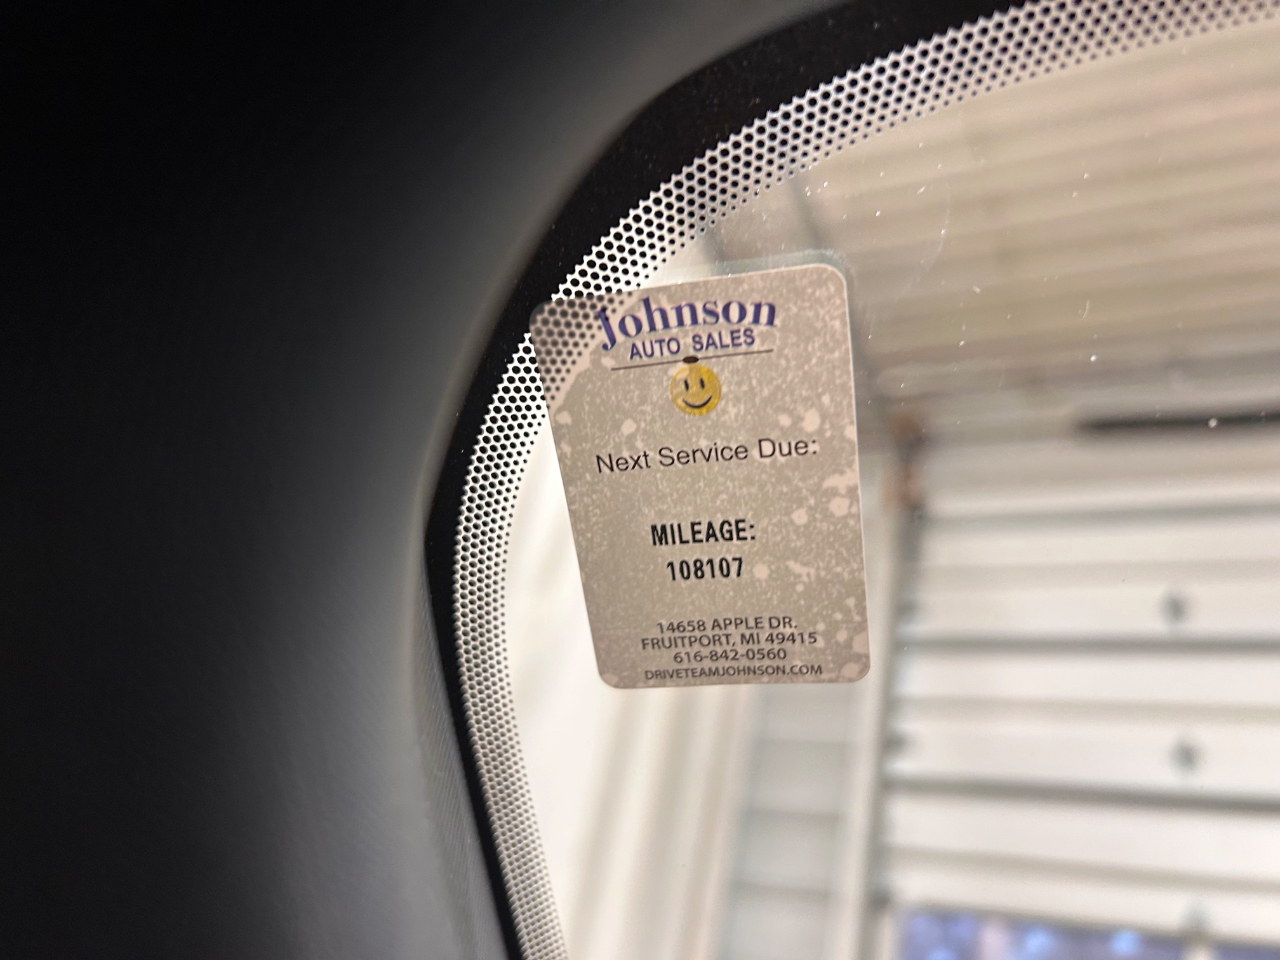 Johnson
AUTO SALES
Next Service Due:
MILEAGE:
108107
14658 APPLE DR.
FRUITPORT, MI 49415
616-842-0560
DRIVETEAMJOHNSON.COM